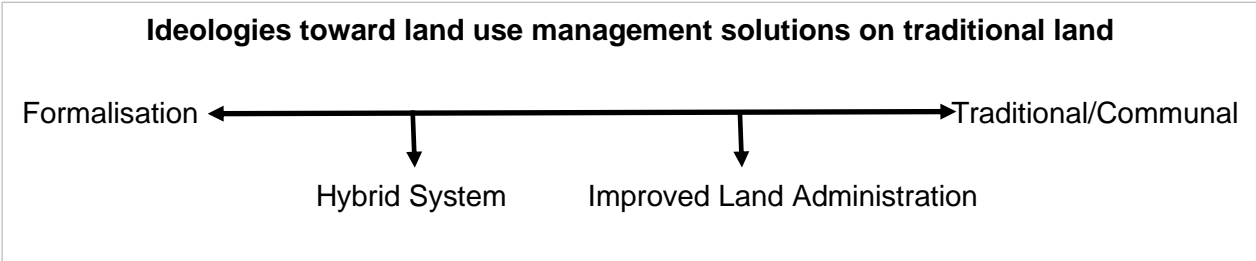 Ideologies toward land use management solutions on traditional land
Formalisation Traditional/Communal
Hybrid System Improved Land Administration